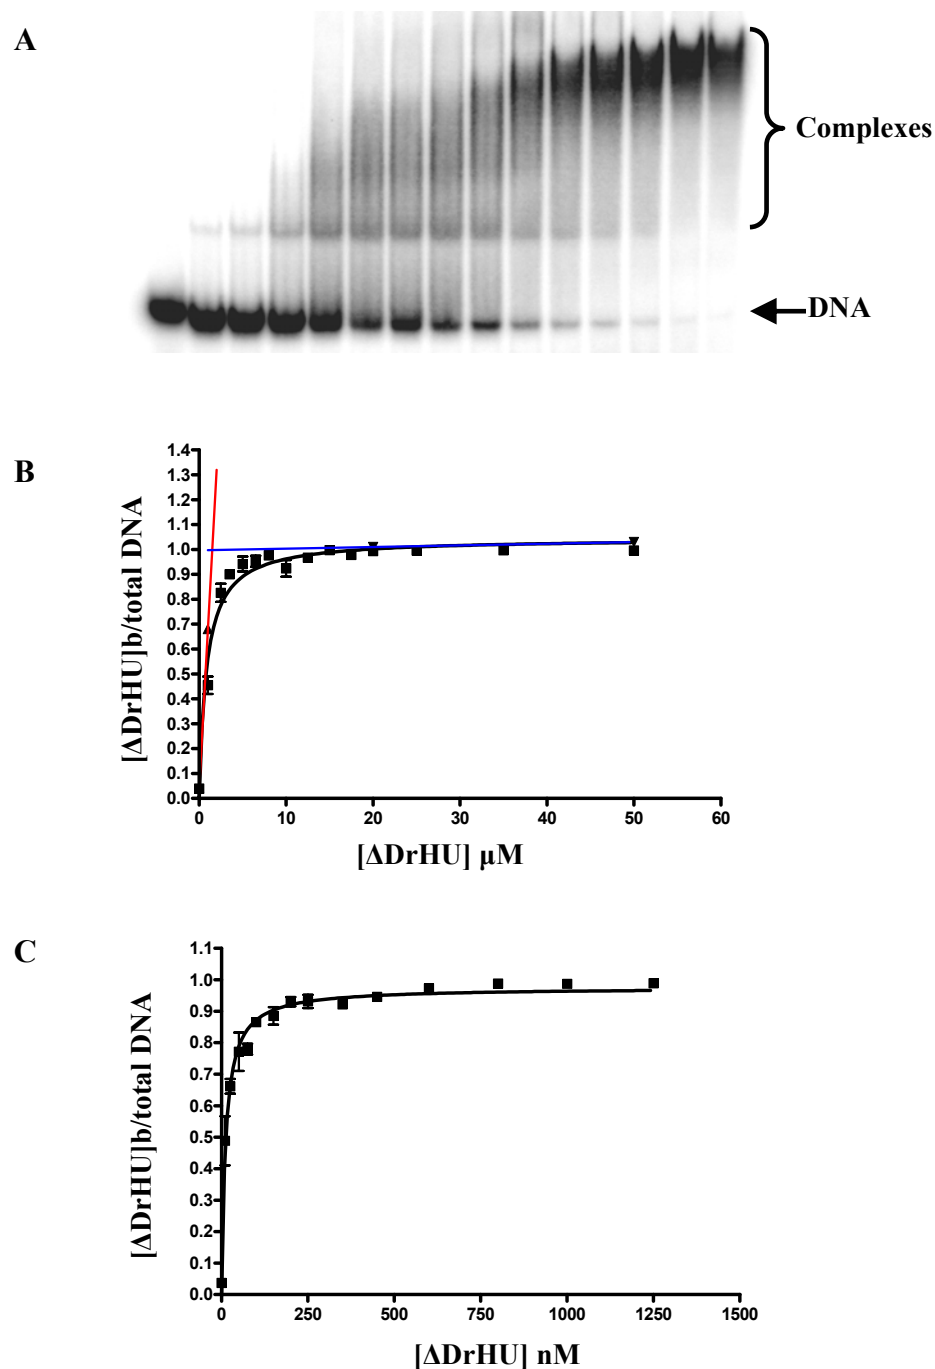 A
Complexes
DNA
B
1.4
1.3
1.2
1.1
1.0
0.9
0.8
0.7
0.6
0.5
0.4
0.3
0.2
0.1
0.0
0 10 20 30 40 50 60
[ΔDrHU]b/total DNA
[ΔDrHU] μM
C
1.1
1.0
0.9
0.8
0.7
0.6
0.5
0.4
0.3
0.2
0.1
0.0
0 250 500 750 1000 1250 1500
[ΔDrHU]b/total DNA
[ΔDrHU] nM